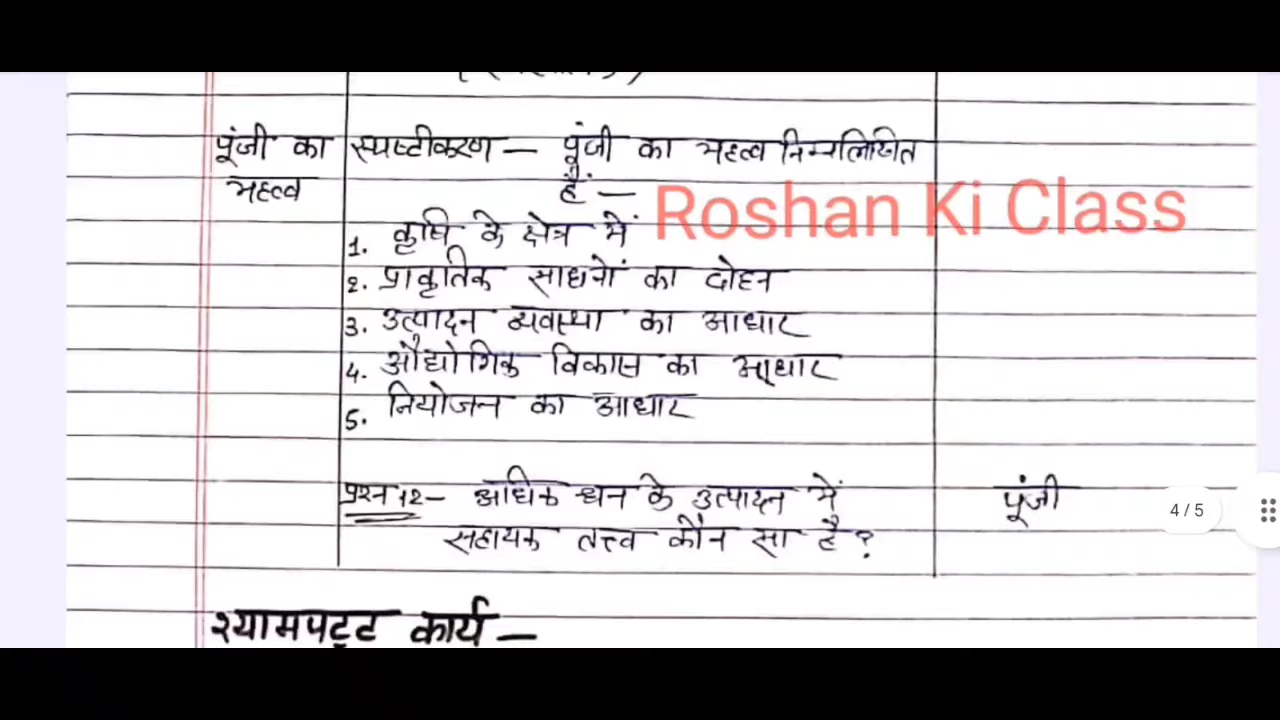 पूंजी का स्पष्टीकरण — पूंजी का महत्व निम्नलिखित
महत्व हैं —
Roshan Ki Class
1. कृषि के क्षेत्र में
2. प्राकृतिक साधनों का दोहन
3. उत्पादन व्यवस्था का आधार
4. औद्योगिक विकास का आधार
5. नियोजन का आधार
प्रश्न 12- अधिक धन के उत्पादन में पूंजी
4 / 5
सहायक तत्त्व कौन सा है ?
श्यामपट्ट कार्य —